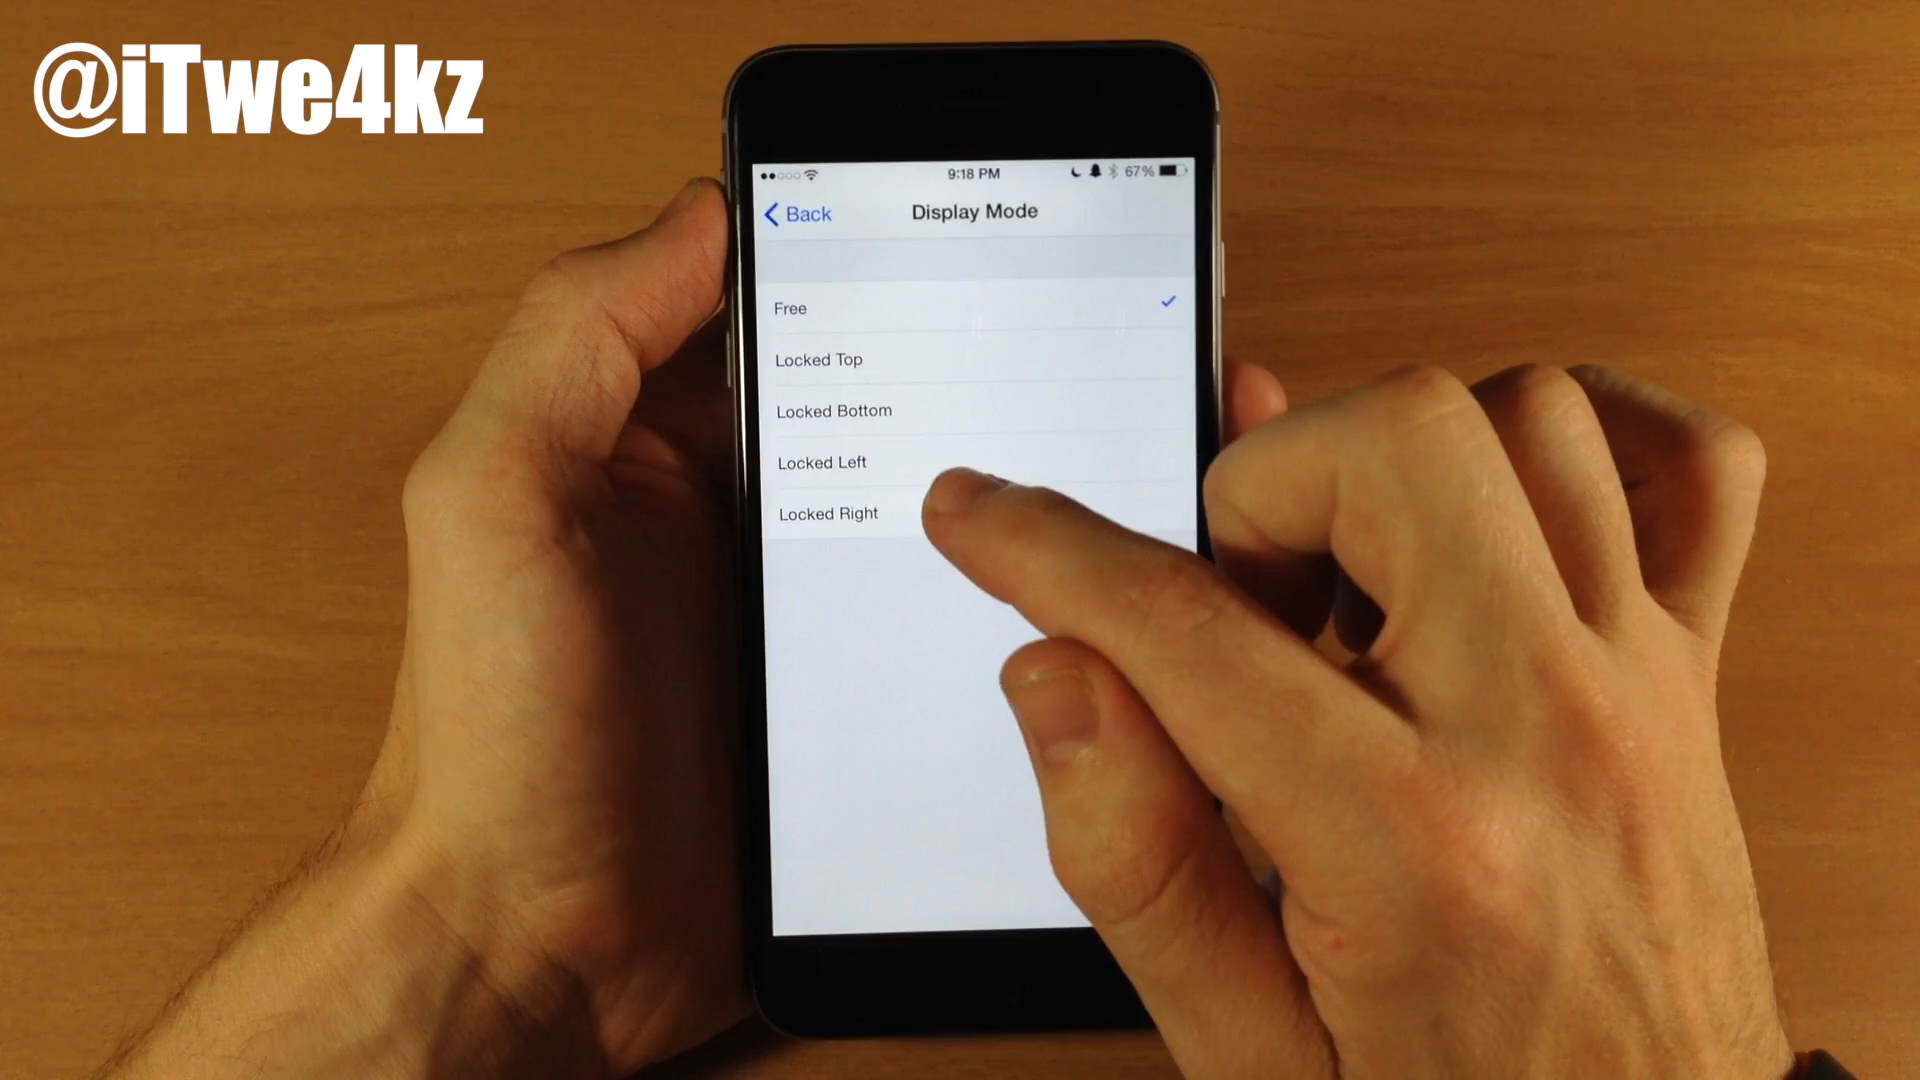 @iTwe4kz
9:18 PM
67%
Back
Display Mode
Free
Locked Top
Locked Bottom
Locked Left
Locked Right